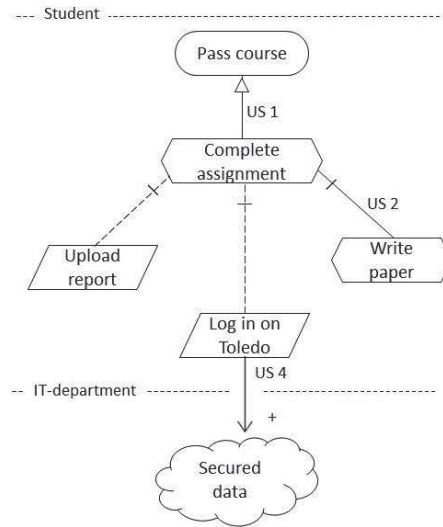 Student
Pass course
US 1
Complete
assignment
US 2
Upload
report
Write
paper
Log in on
Toledo
US 4
IT-department
+
Secured
data